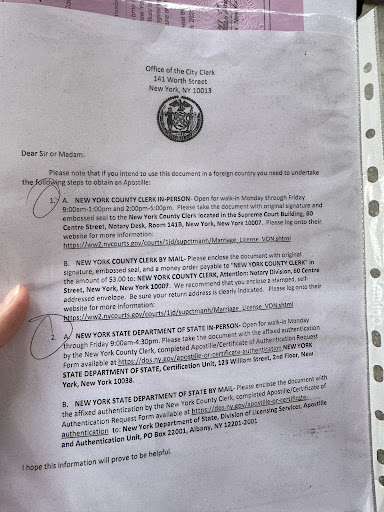 Office of the City Clerk
141 Worth Street
New York, NY 10013
Dear Sir or Madam:
Please note that if you intend to use this document in a foreign country you need to undertake
the following steps to obtain an Apostille:
1. A. NEW YORK COUNTY CLERK IN-PERSON- Open for walk-in Monday through Friday
9:00am-1:00pm and 2:00pm-5:00pm. Please take the document with original signature and
embossed seal to the New York County Clerk located in the Supreme Court Building, 60
Centre Street, Notary Desk, Room 141B, New York, New York 10007. Please log onto their
website for more information:
https://ww2.nycourts.gov/courts/1jd/supctmanh/Marriage_License_VDN.shtml
B. NEW YORK COUNTY CLERK BY MAIL- Please enclose the document with original
signature, embossed seal, and a money order payable to "NEW YORK COUNTY CLERK" in
the amount of $3.00 to: NEW YORK COUNTY CLERK, Attention: Notary Division, 60 Centre
Street, New York, New York 10007. We recommend that you enclose a stamped, self-
addressed envelope. Be sure your return address is clearly indicated. Please log onto their
website for more information:
https://ww2.nycourts.gov/courts/1jd/supctmanh/Marriage_License_VDN.shtml
2. A. NEW YORK STATE DEPARTMENT OF STATE IN-PERSON- Open for walk-in Monday
through Friday 9:00am-4:30pm. Please take the document with the affixed authentication
by the New York County Clerk, completed Apostille/Certificate of Authentication Request
Form available at https://dos.ny.gov/apostille-or-certificate-authentication NEW YORK
STATE DEPARTMENT OF STATE, Certification Unit, 123 William Street, 2nd Floor, New
York, New York 10038.
B. NEW YORK STATE DEPARTMENT OF STATE BY MAIL- Please enclose the document with
the affixed authentication by the New York County Clerk, completed Apostille/Certificate of
Authentication Request Form available at https://dos.ny.gov/apostille-or-certificate-
authentication to: New York Department of State, Division of Licensing Services, Apostille
and Authentication Unit, PO Box 22001, Albany, NY 12201-2001
I hope this information will prove to be helpful.